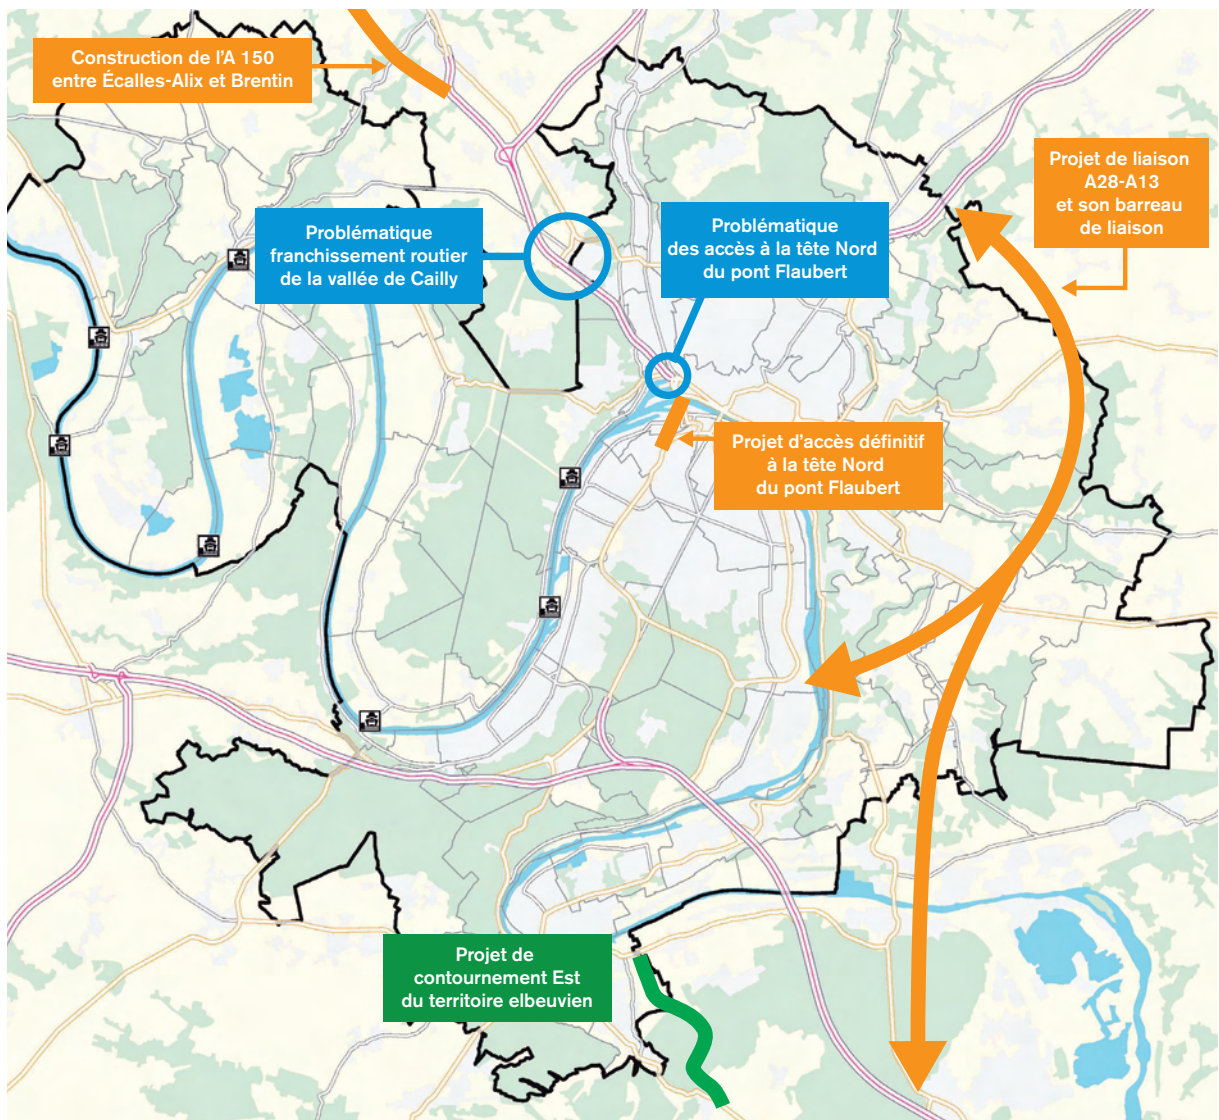 Construction de l'A 150
entre Écalles-Alix et Brentin
Projet de liaison
A28-A13
et son barreau
de liaison
Problématique
franchissement routier
de la vallée de Cailly
Problématique
des accès à la tête Nord
du pont Flaubert
Projet d'accès définitif
à la tête Nord
du pont Flaubert
Projet de
contournement Est
du territoire elbeuvien